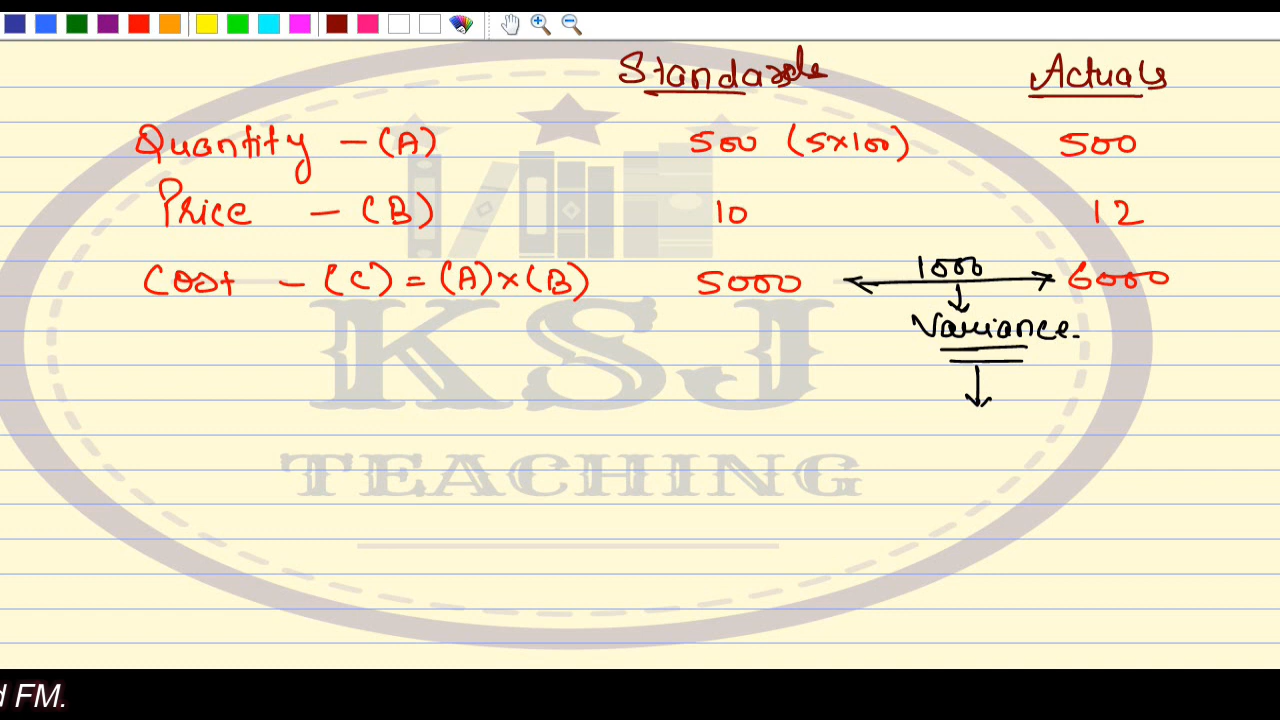 Standards Actuals
Quantity - (A) 500 (5x100) 500
Price - (B) 10 12
Cost - (C) = (A)x(B) 5000 1000 6000
Variance.
KSJ
TEACHING
d FM.